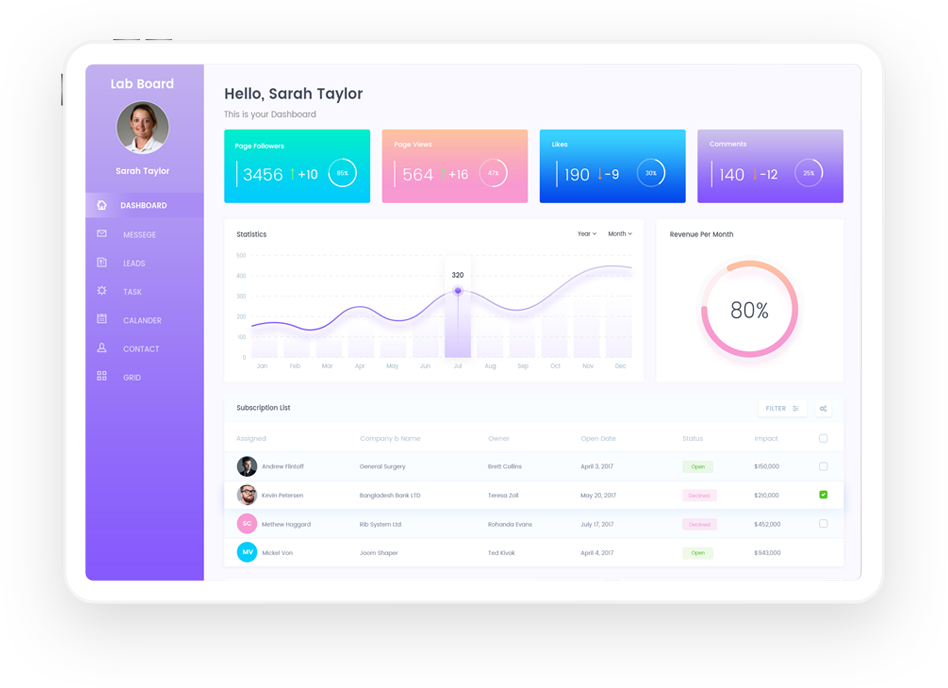 Lab Board
Sarah Taylor
DASHBOARD
MESSEGE
LEADS
TASK
CALANDER
CONTACT
GRID
Hello, Sarah Taylor
This is your Dashboard
Page Followers
3456 ↑+10 85%
Page Views
564 ↑+16 47%
Likes
190 ↓-9 30%
Comments
140 ↓-12 25%
Statistics Year Month
500
400
300
200
100
0
320
Jan Feb Mar Apr May Jun Jul Aug Sep Oct Nov Dec
Revenue Per Month
80%
Subscription List FILTER
Assigned Company & Name Owner Open Date Status Impact
Andrew Flintoff General Surgery Brett Collins April 3, 2017 Open $150,000
Kevin Petersen Bangladesh Bank LTD Teresa Zoll May 20, 2017 Declined $210,000
SC Methew Hoggard Rib System Ltd. Rohanda Evans July 17, 2017 Declined $452,000
MV Mickel Von Joom Shaper Ted Kivok April 4, 2017 Open $943,000